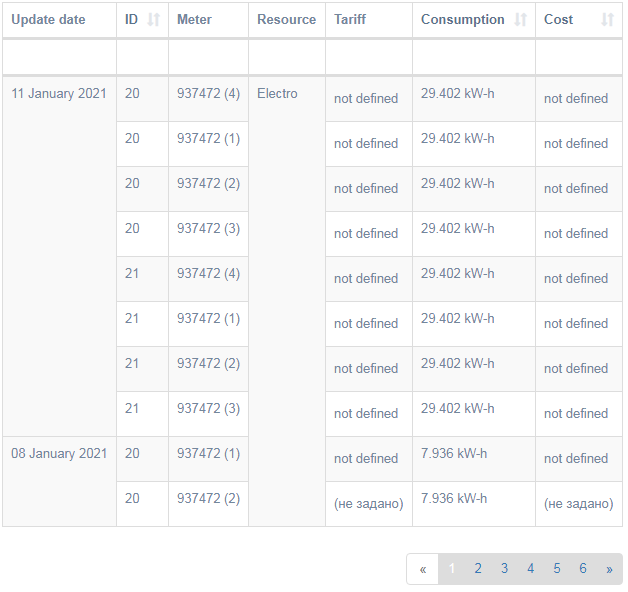 Update date ID Meter Resource Tariff Consumption Cost
11 January 2021 20 937472 (4) Electro not defined 29.402 kW-h not defined
20 937472 (1) not defined 29.402 kW-h not defined
20 937472 (2) not defined 29.402 kW-h not defined
20 937472 (3) not defined 29.402 kW-h not defined
21 937472 (4) not defined 29.402 kW-h not defined
21 937472 (1) not defined 29.402 kW-h not defined
21 937472 (2) not defined 29.402 kW-h not defined
21 937472 (3) not defined 29.402 kW-h not defined
08 January 2021 20 937472 (1) not defined 7.936 kW-h not defined
20 937472 (2) (не задано) 7.936 kW-h (не задано)
« 1 2 3 4 5 6 »